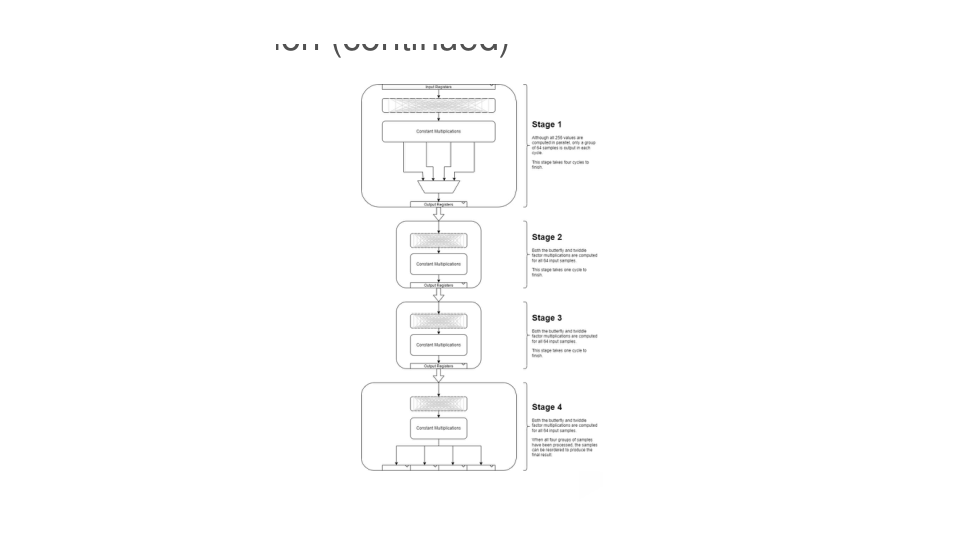 (continued)
Input Registers
Constant Multiplications
Output Registers
Stage 1
Although all 256 values are
computed in parallel, only a group
of 64 samples is output in each
cycle.
This stage takes four cycles to
finish.
Constant Multiplications
Output Registers
Stage 2
Both the butterfly and twiddle
factor multiplications are computed
for all 64 input samples.
This stage takes one cycle to
finish.
Constant Multiplications
Output Registers
Stage 3
Both the butterfly and twiddle
factor multiplications are computed
for all 64 input samples.
This stage takes one cycle to
finish.
Constant Multiplications
Stage 4
Both the butterfly and twiddle
factor multiplications are computed
for all 64 input samples.
When all four groups of samples
have been processed, the samples
can be reordered to produce the
final result.